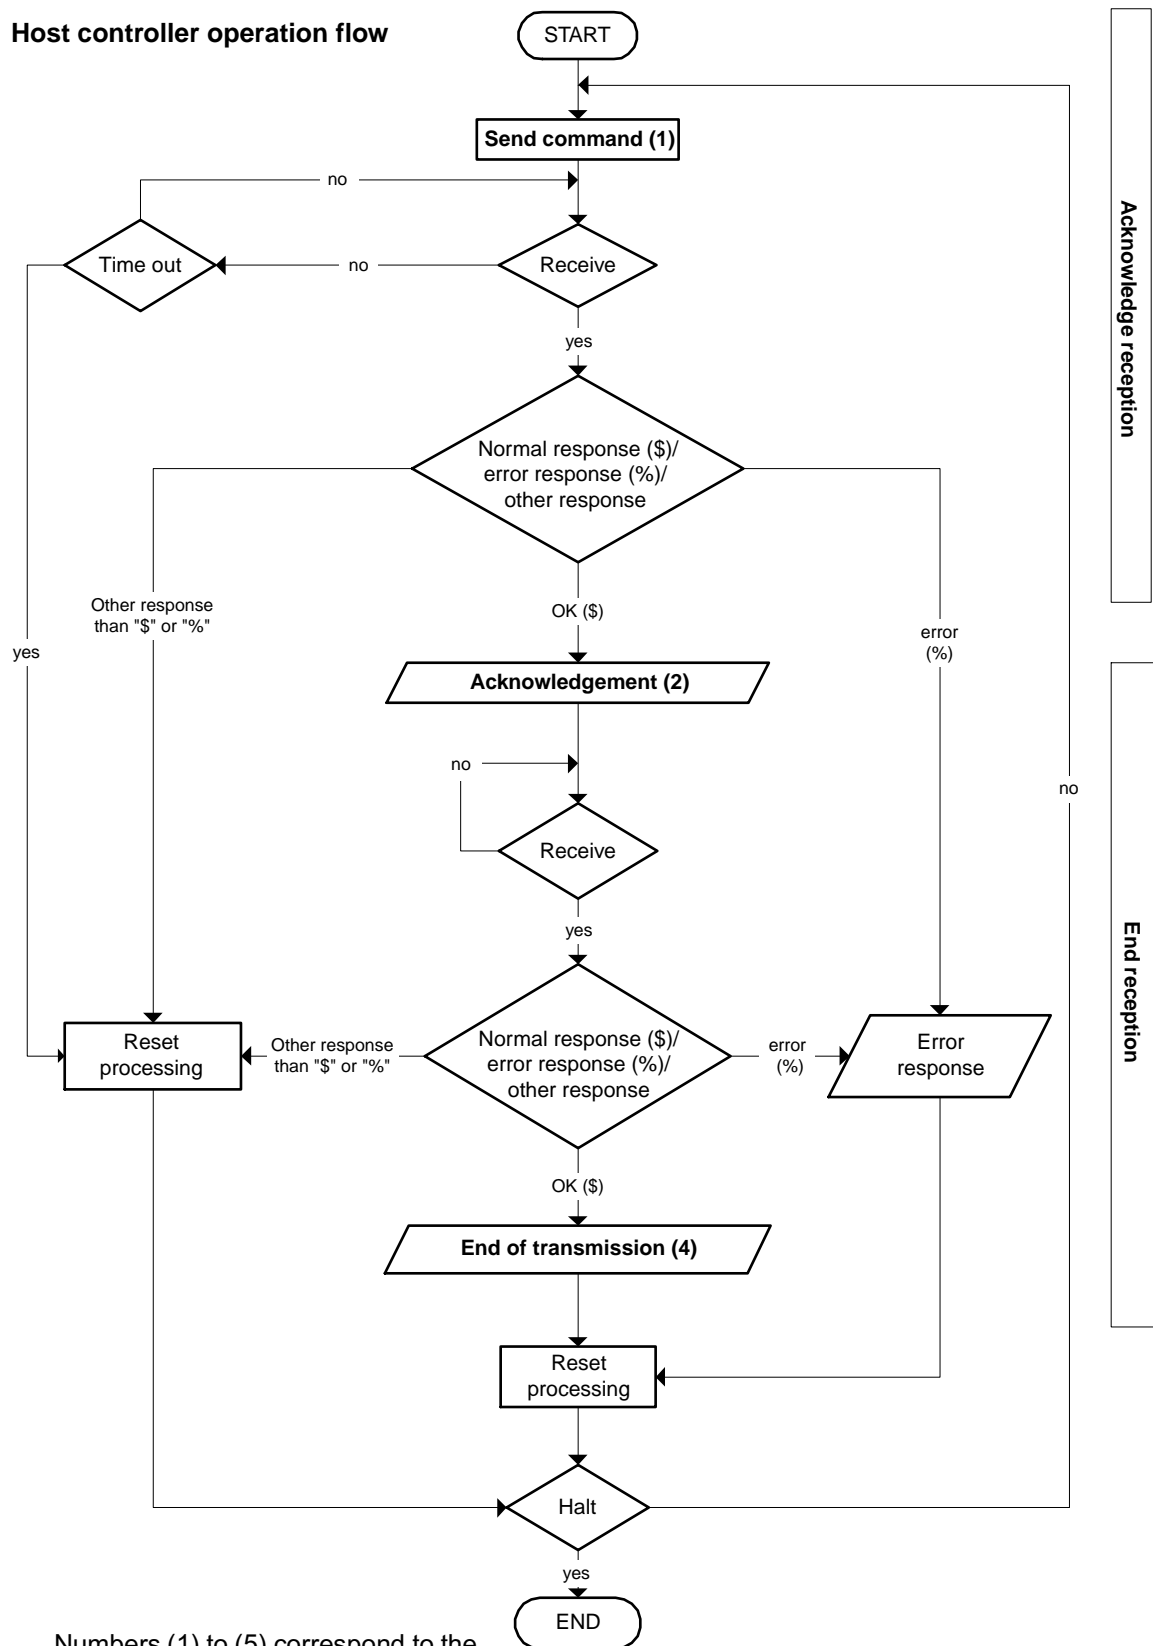 Host controller operation flow
START
Send command (1)
no
Time out
no
Receive
yes
Normal response ($)/
error response (%)/
other response
Other response
than "$" or "%"
OK ($)
error
(%)
yes
Acknowledgement (2)
no
no
Receive
yes
Reset
processing
Other response
than "$" or "%"
Normal response ($)/
error response (%)/
other response
error
(%)
Error
response
OK ($)
End of transmission (4)
Reset
processing
Halt
yes
END
Numbers (1) to (5) correspond to the
Acknowledge reception
End reception